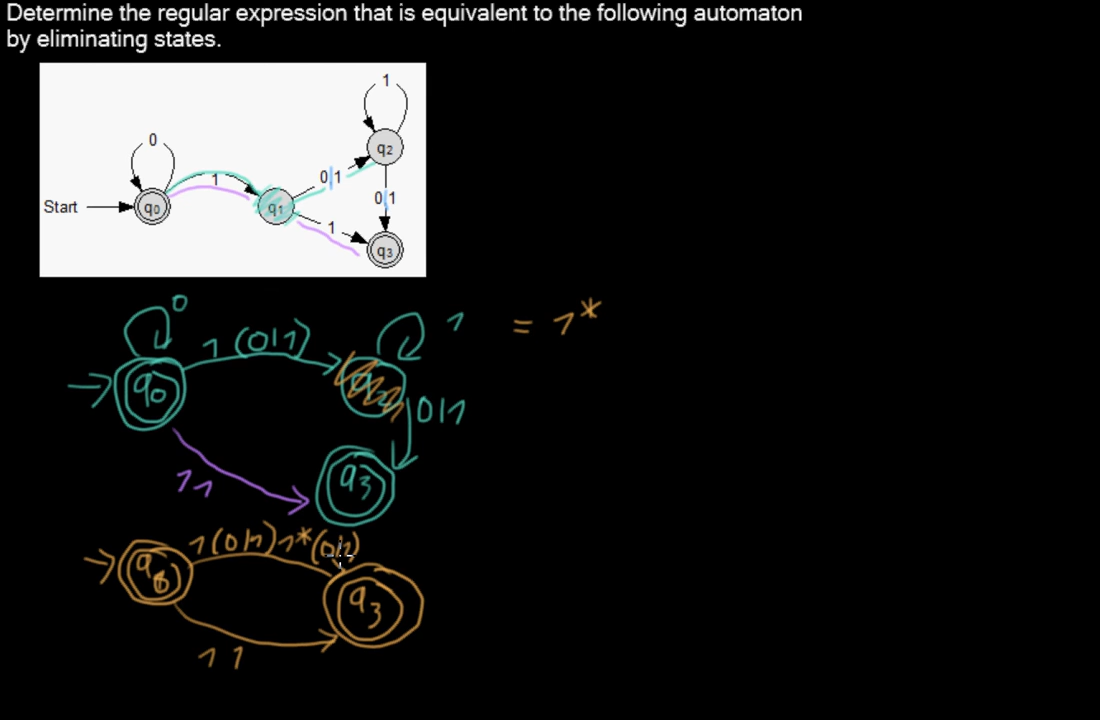 Determine the regular expression that is equivalent to the following automaton
by eliminating states.
1
0
q2
1
0|1
Start
q0
q1
0|1
1
q3
0
1 (0|1)
1
= 1*
q0
0|1
11
q3
1(0|1)1*(0|1)
q0
q3
11